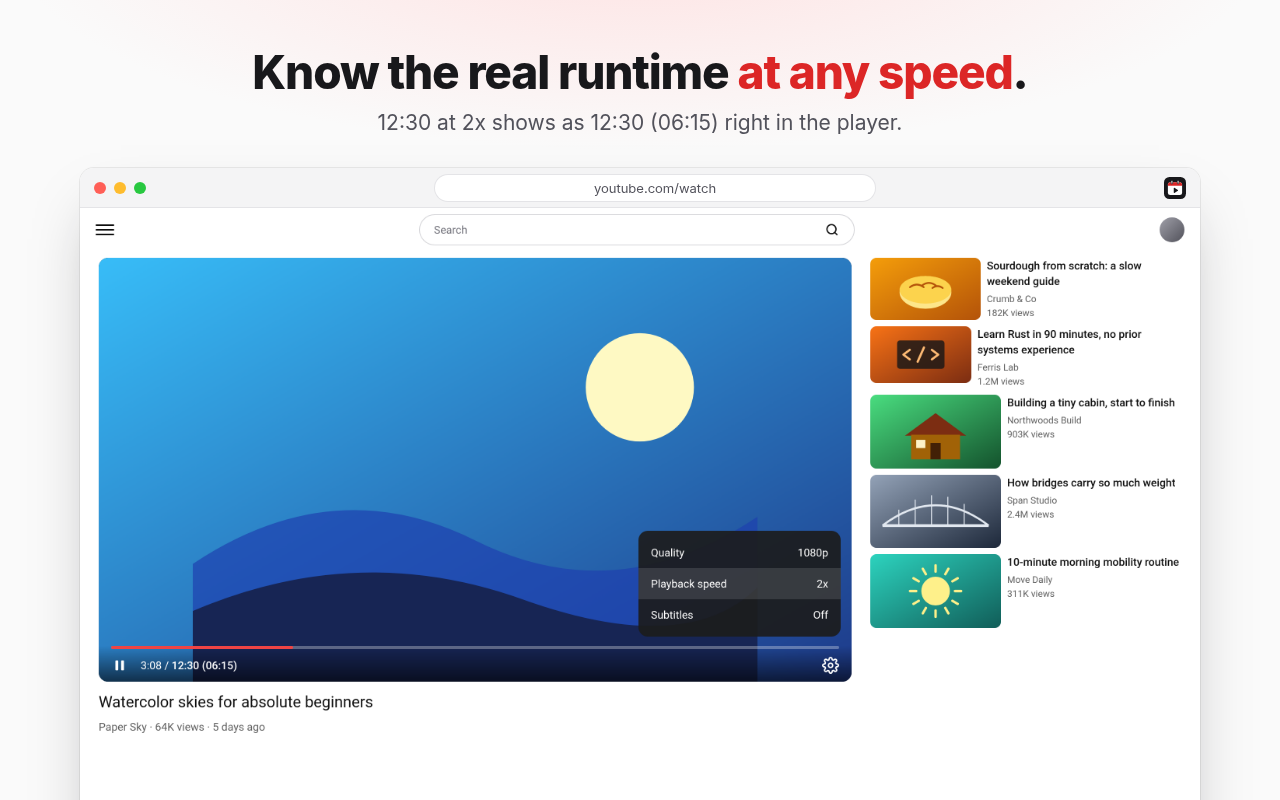 Know the real runtime at any speed.
12:30 at 2x shows as 12:30 (06:15) right in the player.
youtube.com/watch
Search
Quality 1080p
Playback speed 2x
Subtitles Off
3:08 / 12:30 (06:15)
Watercolor skies for absolute beginners
Paper Sky · 64K views · 5 days ago
Sourdough from scratch: a slow
weekend guide
Crumb & Co
182K views
Learn Rust in 90 minutes, no prior
systems experience
Ferris Lab
1.2M views
</>
Building a tiny cabin, start to finish
Northwoods Build
903K views
How bridges carry so much weight
Span Studio
2.4M views
10-minute morning mobility routine
Move Daily
311K views